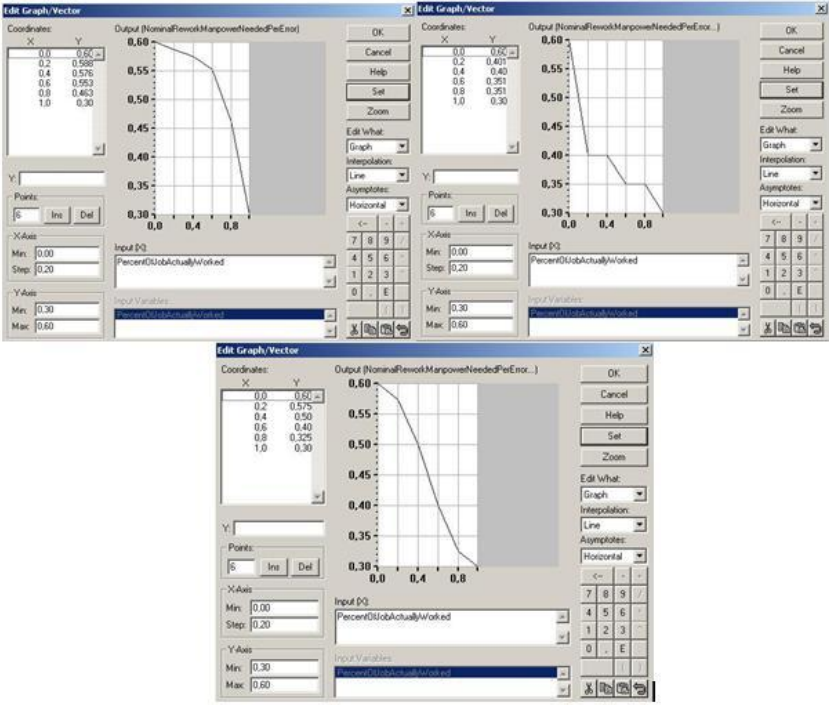 Edit Graph/Vector
Coordinates:
X Y
0,0 0,60
0,2 0,588
0,4 0,576
0,6 0,553
0,8 0,463
1,0 0,30
Y:
Points:
6 Ins Del
X-Axis
Min: 0,00
Step: 0,20
Y-Axis
Min: 0,30
Max: 0,60
Output (NominalReworkManpowerNeededPerError)
0,60
0,55
0,50
0,45
0,40
0,35
0,30
0,0 0,4 0,8
Input (X):
PercentOfJobActuallyWorked
Input Variables:
PercentOfJobActuallyWorked
OK
Cancel
Help
Set
Zoom
Edit What:
Graph
Interpolation:
Line
Asymptotes:
Horizontal
7 8 9 /
4 5 6
1 2 3
0 , E
( )
Edit Graph/Vector
Coordinates:
X Y
0,0 0,60
0,2 0,401
0,4 0,40
0,6 0,351
0,8 0,351
1,0 0,30
Y:
Points:
6 Ins Del
X-Axis
Min: 0,00
Step: 0,20
Y-Axis
Min: 0,30
Max: 0,60
Output (NominalReworkManpowerNeededPerError...)
0,60
0,55
0,50
0,45
0,40
0,35
0,30
0,0 0,4 0,8
Input (X):
PercentOfJobActuallyWorked
Input Variables:
PercentOfJobActuallyWorked
OK
Cancel
Help
Set
Zoom
Edit What:
Graph
Interpolation:
Line
Asymptotes:
Horizontal
7 8 9 /
4 5 6
1 2 3
0 , E
( )
Edit Graph/Vector
Coordinates:
X Y
0,0 0,60
0,2 0,575
0,4 0,50
0,6 0,40
0,8 0,325
1,0 0,30
Y:
Points:
6 Ins Del
X-Axis
Min: 0,00
Step: 0,20
Y-Axis
Min: 0,30
Max: 0,60
Output (NominalReworkManpowerNeededPerError...)
0,60
0,55
0,50
0,45
0,40
0,35
0,30
0,0 0,4 0,8
Input (X):
PercentOfJobActuallyWorked
Input Variables:
PercentOfJobActuallyWorked
OK
Cancel
Help
Set
Zoom
Edit What:
Graph
Interpolation:
Line
Asymptotes:
Horizontal
7 8 9 /
4 5 6
1 2 3
0 . E
( )